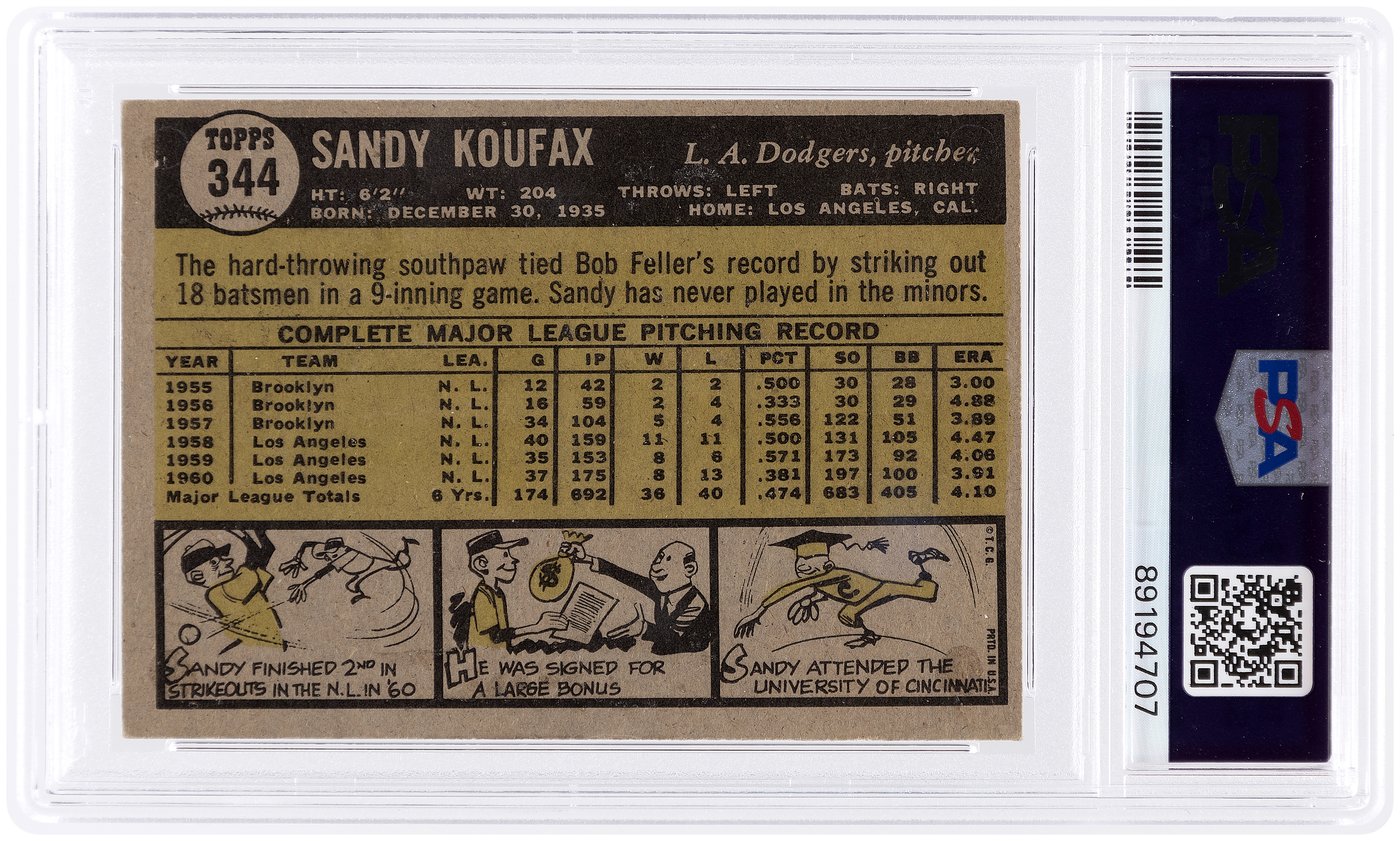 TOPPS
344
SANDY KOUFAX
L. A. Dodgers, pitcher
HT: 6'2" WT: 204 THROWS: LEFT BATS: RIGHT
BORN: DECEMBER 30, 1935 HOME: LOS ANGELES, CAL.
The hard-throwing southpaw tied Bob Feller's record by striking out
18 batsmen in a 9-inning game. Sandy has never played in the minors.
COMPLETE MAJOR LEAGUE PITCHING RECORD
YEAR TEAM LEA. G IP W L PCT SO BB ERA
1955 Brooklyn N. L. 12 42 2 2 .500 30 28 3.00
1956 Brooklyn N. L. 16 59 2 4 .333 30 29 4.88
1957 Brooklyn N. L. 34 104 5 4 .556 122 51 3.89
1958 Los Angeles N. L. 40 159 11 11 .500 131 105 4.47
1959 Los Angeles N. L. 35 153 8 6 .571 173 92 4.06
1960 Los Angeles N. L. 37 175 8 13 .381 197 100 3.91
Major League Totals 6 Yrs. 174 692 36 40 .474 683 405 4.10
SANDY FINISHED 2ND IN
STRIKEOUTS IN THE N.L. IN '60
$
HE WAS SIGNED FOR
A LARGE BONUS
C
SANDY ATTENDED THE
UNIVERSITY OF CINCINNATI
© T. C. G.
PRTD. IN U.S.A.
PSA
PSA
89194707